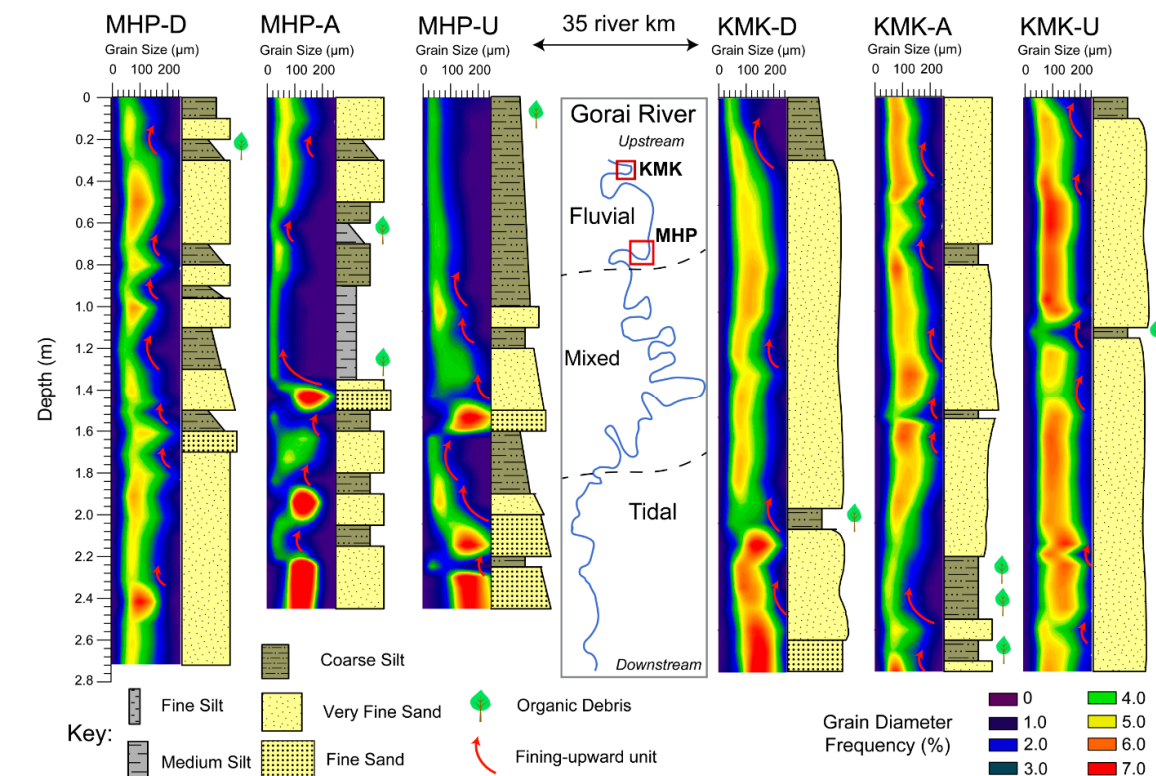 MHP-D
MHP-A
MHP-U
35 river km
KMK-D
KMK-A
KMK-U
Grain Size (µm)
Grain Size (µm)
Grain Size (µm)
Grain Size (µm)
Grain Size (µm)
Grain Size (µm)
0 100 200
0 100 200
0 100 200
0 100 200
0 100 200
0 100 200
Depth (m)
0
0.2
0.4
0.6
0.8
1.0
1.2
1.4
1.6
1.8
2.0
2.2
2.4
2.6
2.8
Gorai River
Upstream
KMK
Fluvial
MHP
Mixed
Tidal
Downstream
Key:
Fine Silt
Medium Silt
Coarse Silt
Very Fine Sand
Fine Sand
Organic Debris
Fining-upward unit
Grain Diameter
Frequency (%)
0
1.0
2.0
3.0
4.0
5.0
6.0
7.0